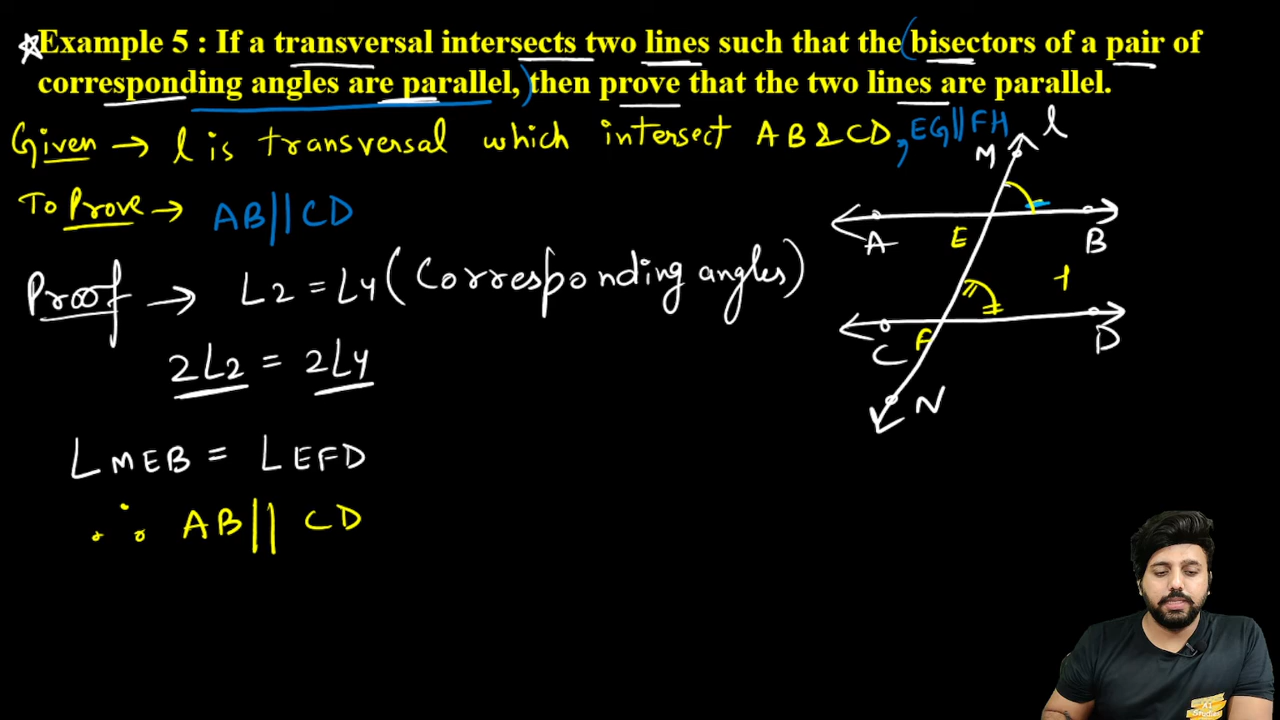 Example 5 : If a transversal intersects two lines such that the bisectors of a pair of
corresponding angles are parallel, then prove that the two lines are parallel.
Given → l is transversal which intersect AB & CD, EG||FH
To Prove → AB||CD
Proof → ∠2 = ∠4 (Corresponding angles)
2∠2 = 2∠4
∠MEB = ∠EFD
∴ AB || CD
l
M
A
E
B
C
F
D
N